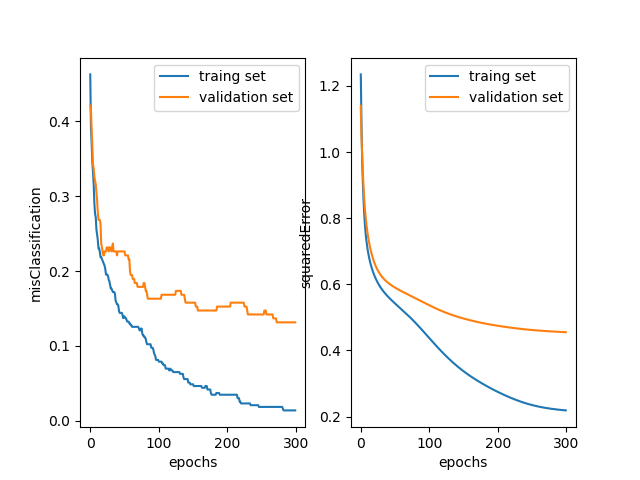 traing set
validation set
misClassification
0.4
0.3
0.2
0.1
0.0
0
100
200
300
epochs
traing set
validation set
squaredError
1.2
1.0
0.8
0.6
0.4
0.2
0
100
200
300
epochs